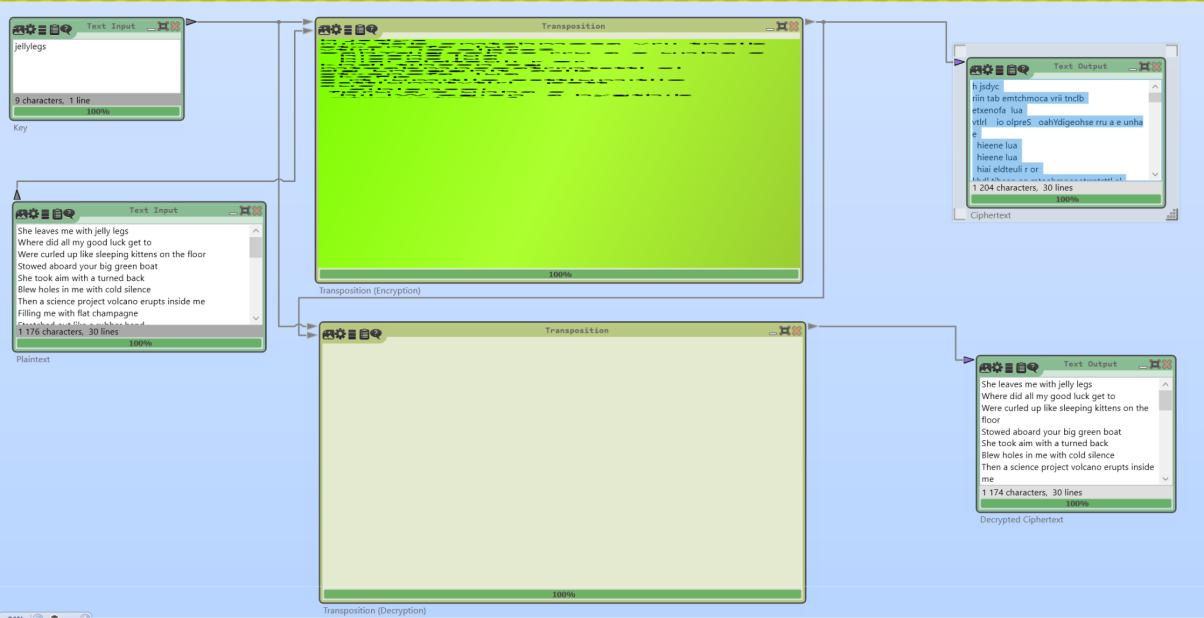 Text Input
jellylegs
9 characters, 1 line
100%
Key
Transposition
100%
Transposition (Encryption)
Text Output
h jsdyc
riin tab emtchmoca vrii tnclb
etxenofa lua
vtlrl io olpreS oahYdigeohse rru a e unha
e
hieene lua
hieene lua
hiai eldteuli r or
1 204 characters, 30 lines
100%
Ciphertext
Text Input
She leaves me with jelly legs
Where did all my good luck get to
Were curled up like sleeping kittens on the floor
Stowed aboard your big green boat
She took aim with a turned back
Blew holes in me with cold silence
Then a science project volcano erupts inside me
Filling me with flat champagne
Stretched out like a rubber band
1 176 characters, 30 lines
100%
Plaintext
Transposition
100%
Transposition (Decryption)
Text Output
She leaves me with jelly legs
Where did all my good luck get to
Were curled up like sleeping kittens on the
floor
Stowed aboard your big green boat
She took aim with a turned back
Blew holes in me with cold silence
Then a science project volcano erupts inside
me
1 174 characters, 30 lines
100%
Decrypted Ciphertext